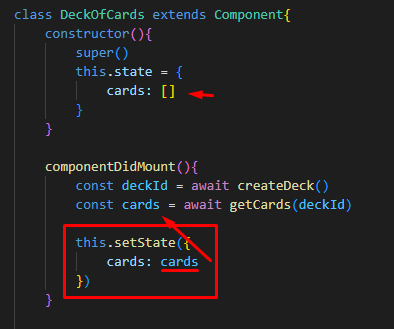 class DeckOfCards extends Component{
    constructor(){
        super()
        this.state = {
            cards: []
        }
    }

    componentDidMount(){
        const deckId = await createDeck()
        const cards = await getCards(deckId)

        this.setState({
            cards: cards
        })
    }